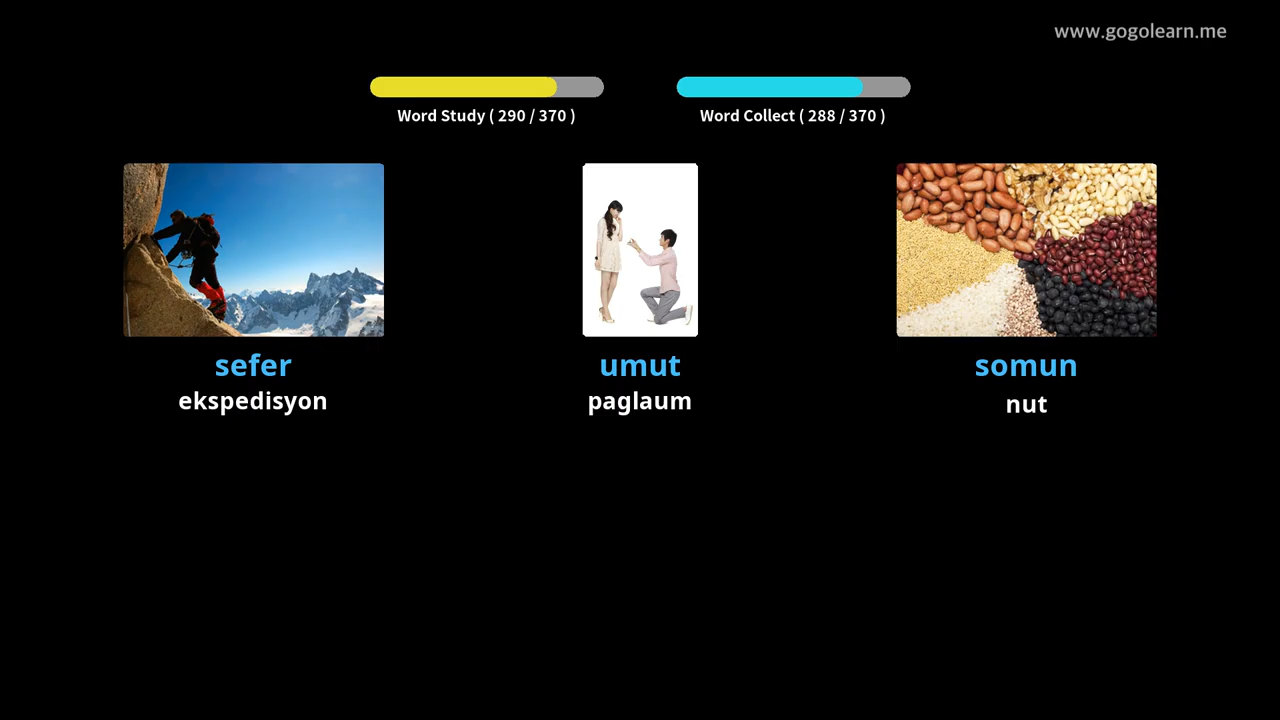 www.gogolearn.me
Word Study ( 290 / 370 )
Word Collect ( 288 / 370 )
sefer
ekspedisyon
umut
paglaum
somun
nut